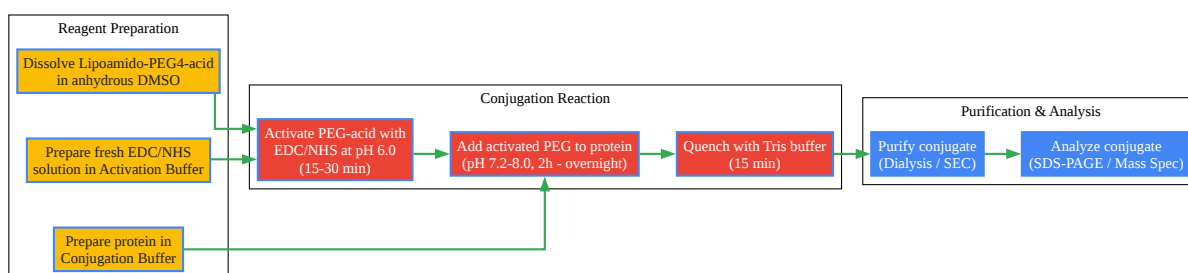 Reagent Preparation
Dissolve Lipoamido-PEG4-acid
in anhydrous DMSO
Prepare fresh EDC/NHS
solution in Activation Buffer
Prepare protein in
Conjugation Buffer
Conjugation Reaction
Activate PEG-acid with
EDC/NHS at pH 6.0
(15-30 min)
Add activated PEG to protein
(pH 7.2-8.0, 2h - overnight)
Quench with Tris buffer
(15 min)
Purification & Analysis
Purify conjugate
(Dialysis / SEC)
Analyze conjugate
(SDS-PAGE / Mass Spec)